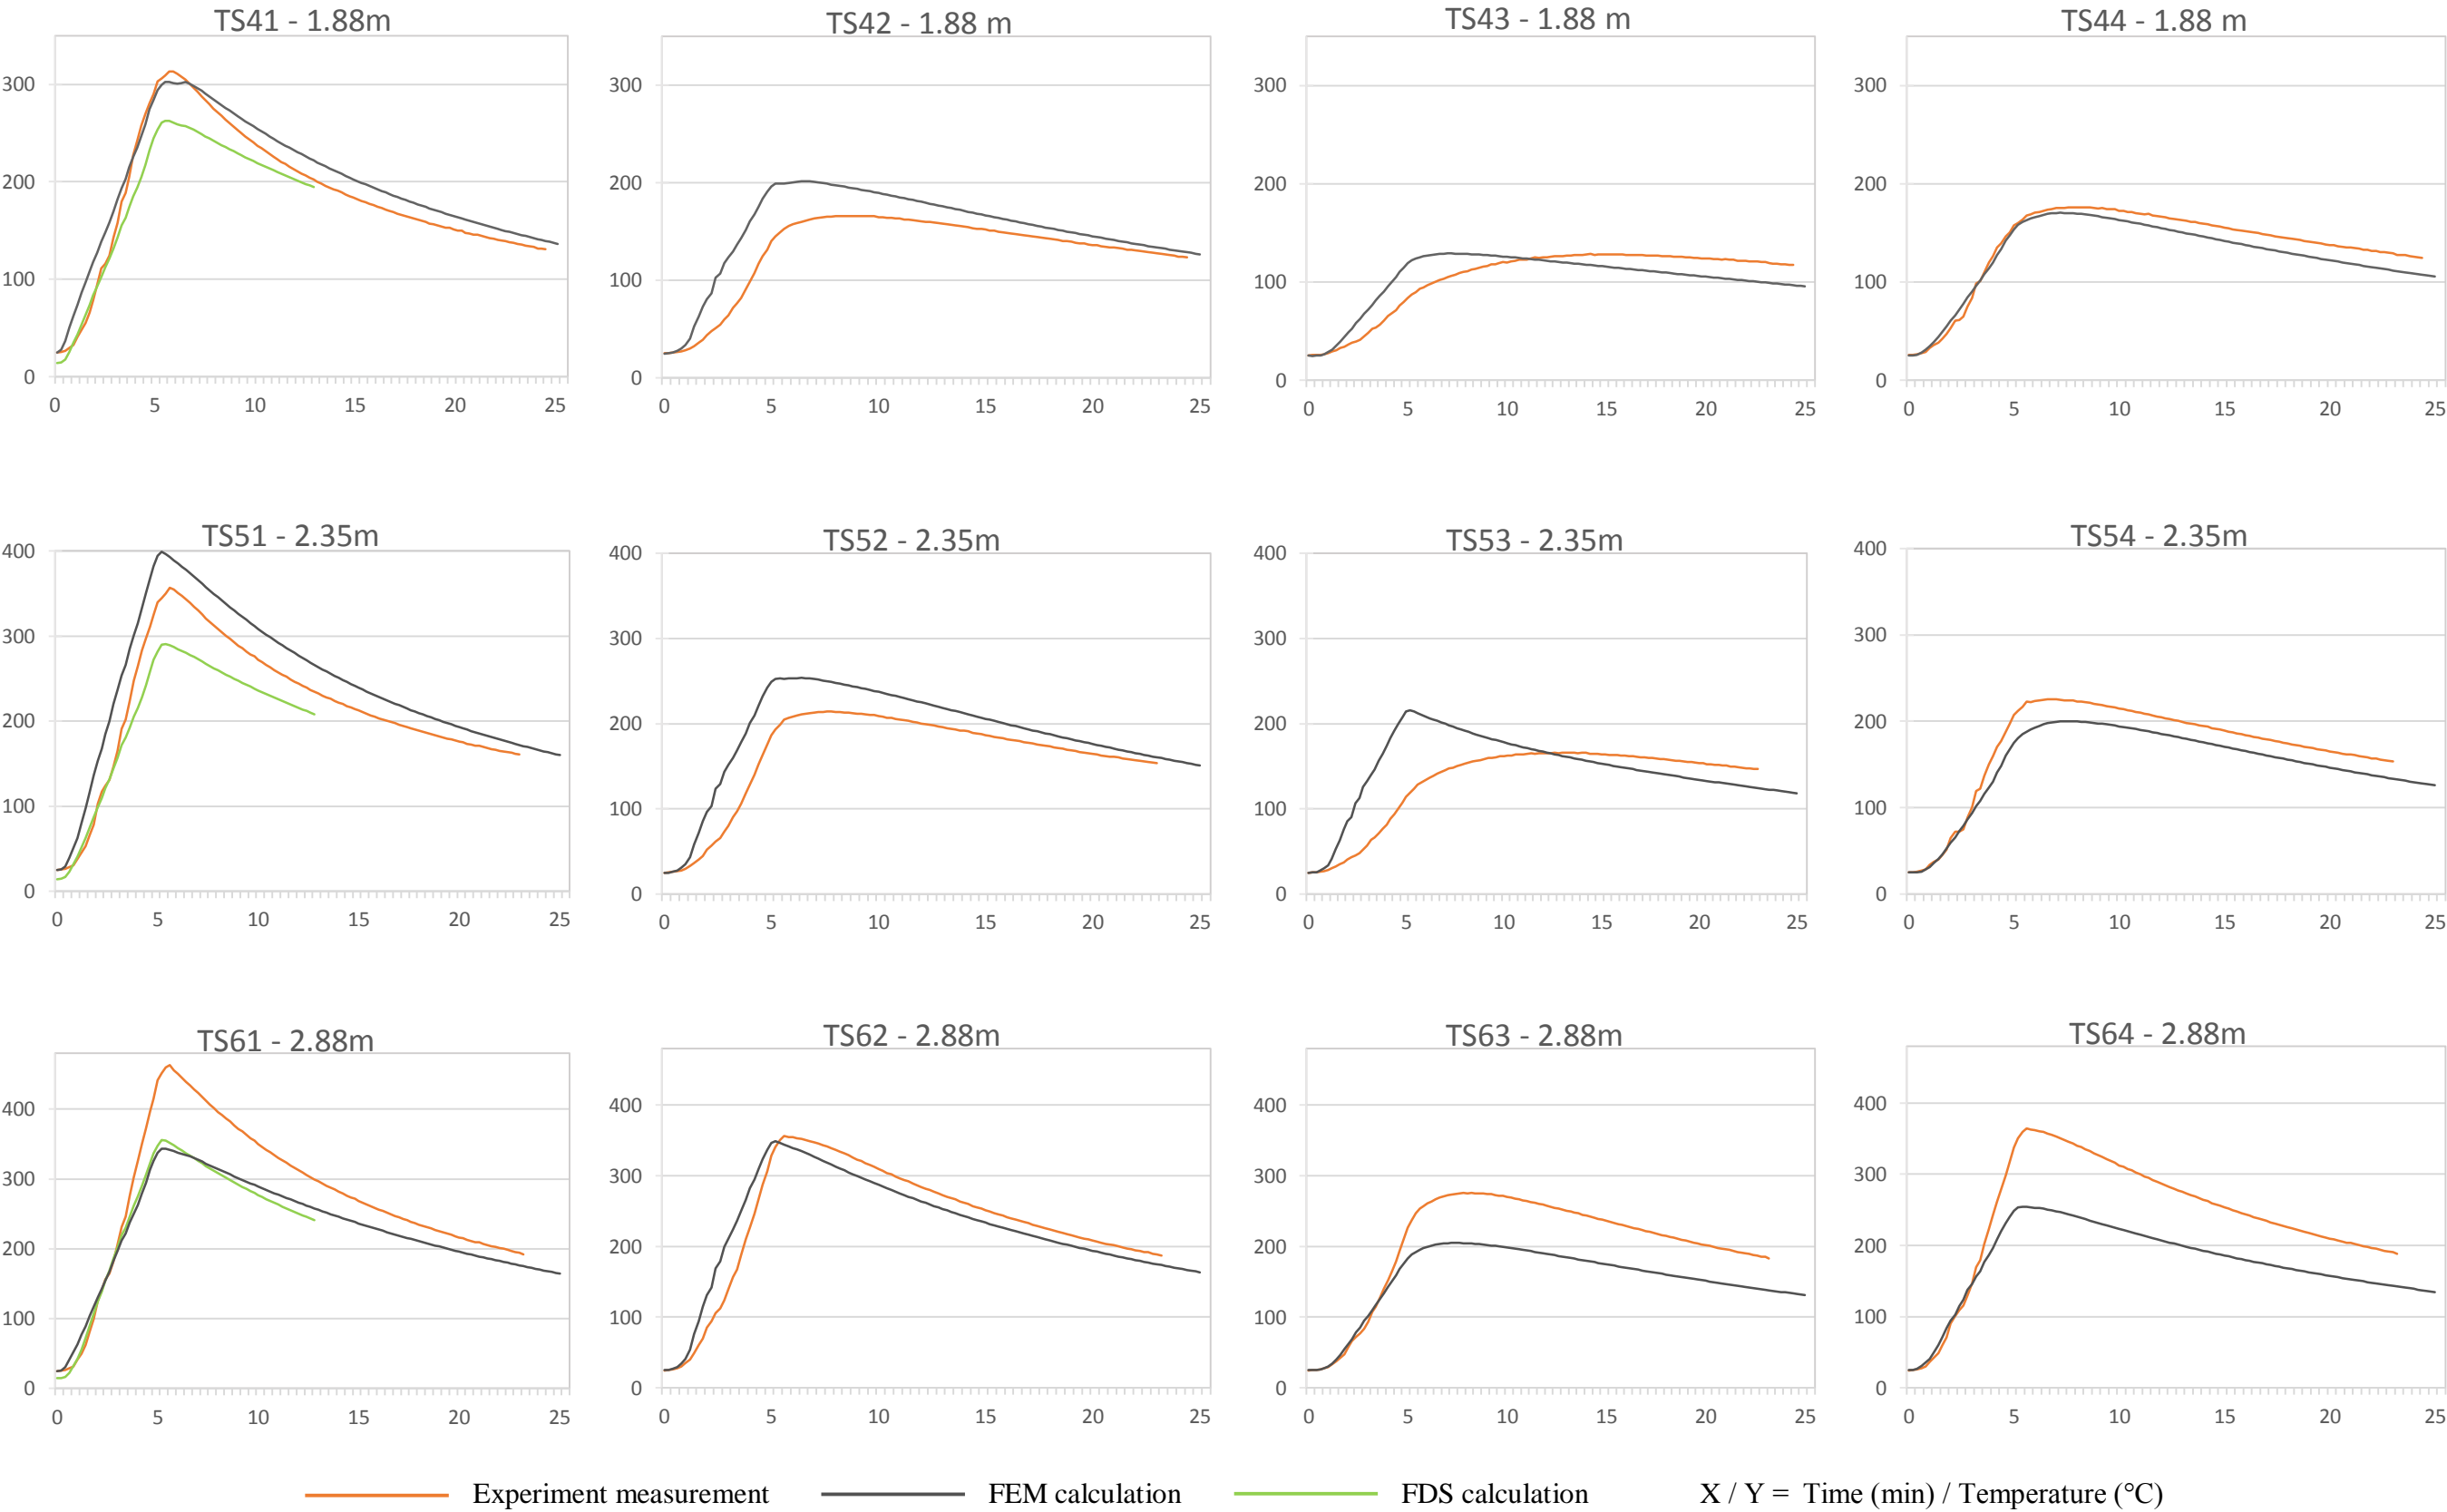 TS41 - 1.88m
300
200
100
0
0 5 10 15 20 25
TS42 - 1.88 m
300
200
100
0
0 5 10 15 20 25
TS43 - 1.88 m
300
200
100
0
0 5 10 15 20 25
TS44 - 1.88 m
300
200
100
0
0 5 10 15 20 25
TS51 - 2.35m
400
300
200
100
0
0 5 10 15 20 25
TS52 - 2.35m
400
300
200
100
0
0 5 10 15 20 25
TS53 - 2.35m
400
300
200
100
0
0 5 10 15 20 25
TS54 - 2.35m
400
300
200
100
0
0 5 10 15 20 25
TS61 - 2.88m
400
300
200
100
0
0 5 10 15 20 25
TS62 - 2.88m
400
300
200
100
0
0 5 10 15 20 25
TS63 - 2.88m
400
300
200
100
0
0 5 10 15 20 25
TS64 - 2.88m
400
300
200
100
0
0 5 10 15 20 25
Experiment measurement FEM calculation FDS calculation X / Y = Time (min) / Temperature (°C)